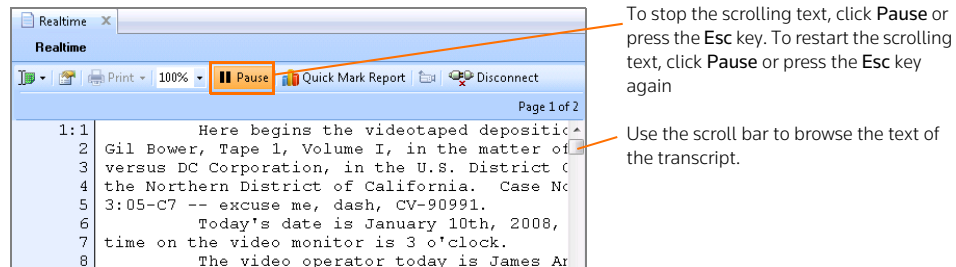 Realtime X
Realtime
Print 100% Pause Quick Mark Report Disconnect
Page 1 of 2
1:1 Here begins the videotaped depositio
2 Gil Bower, Tape 1, Volume I, in the matter of
3 versus DC Corporation, in the U.S. District
4 the Northern District of California. Case No
5 3:05-C7 -- excuse me, dash, CV-90991.
6 Today's date is January 10th, 2008,
7 time on the video monitor is 3 o'clock.
8 The video operator today is James
To stop the scrolling text, click Pause or
press the Esc key. To restart the scrolling
text, click Pause or press the Esc key
again
Use the scroll bar to browse the text of
the transcript.